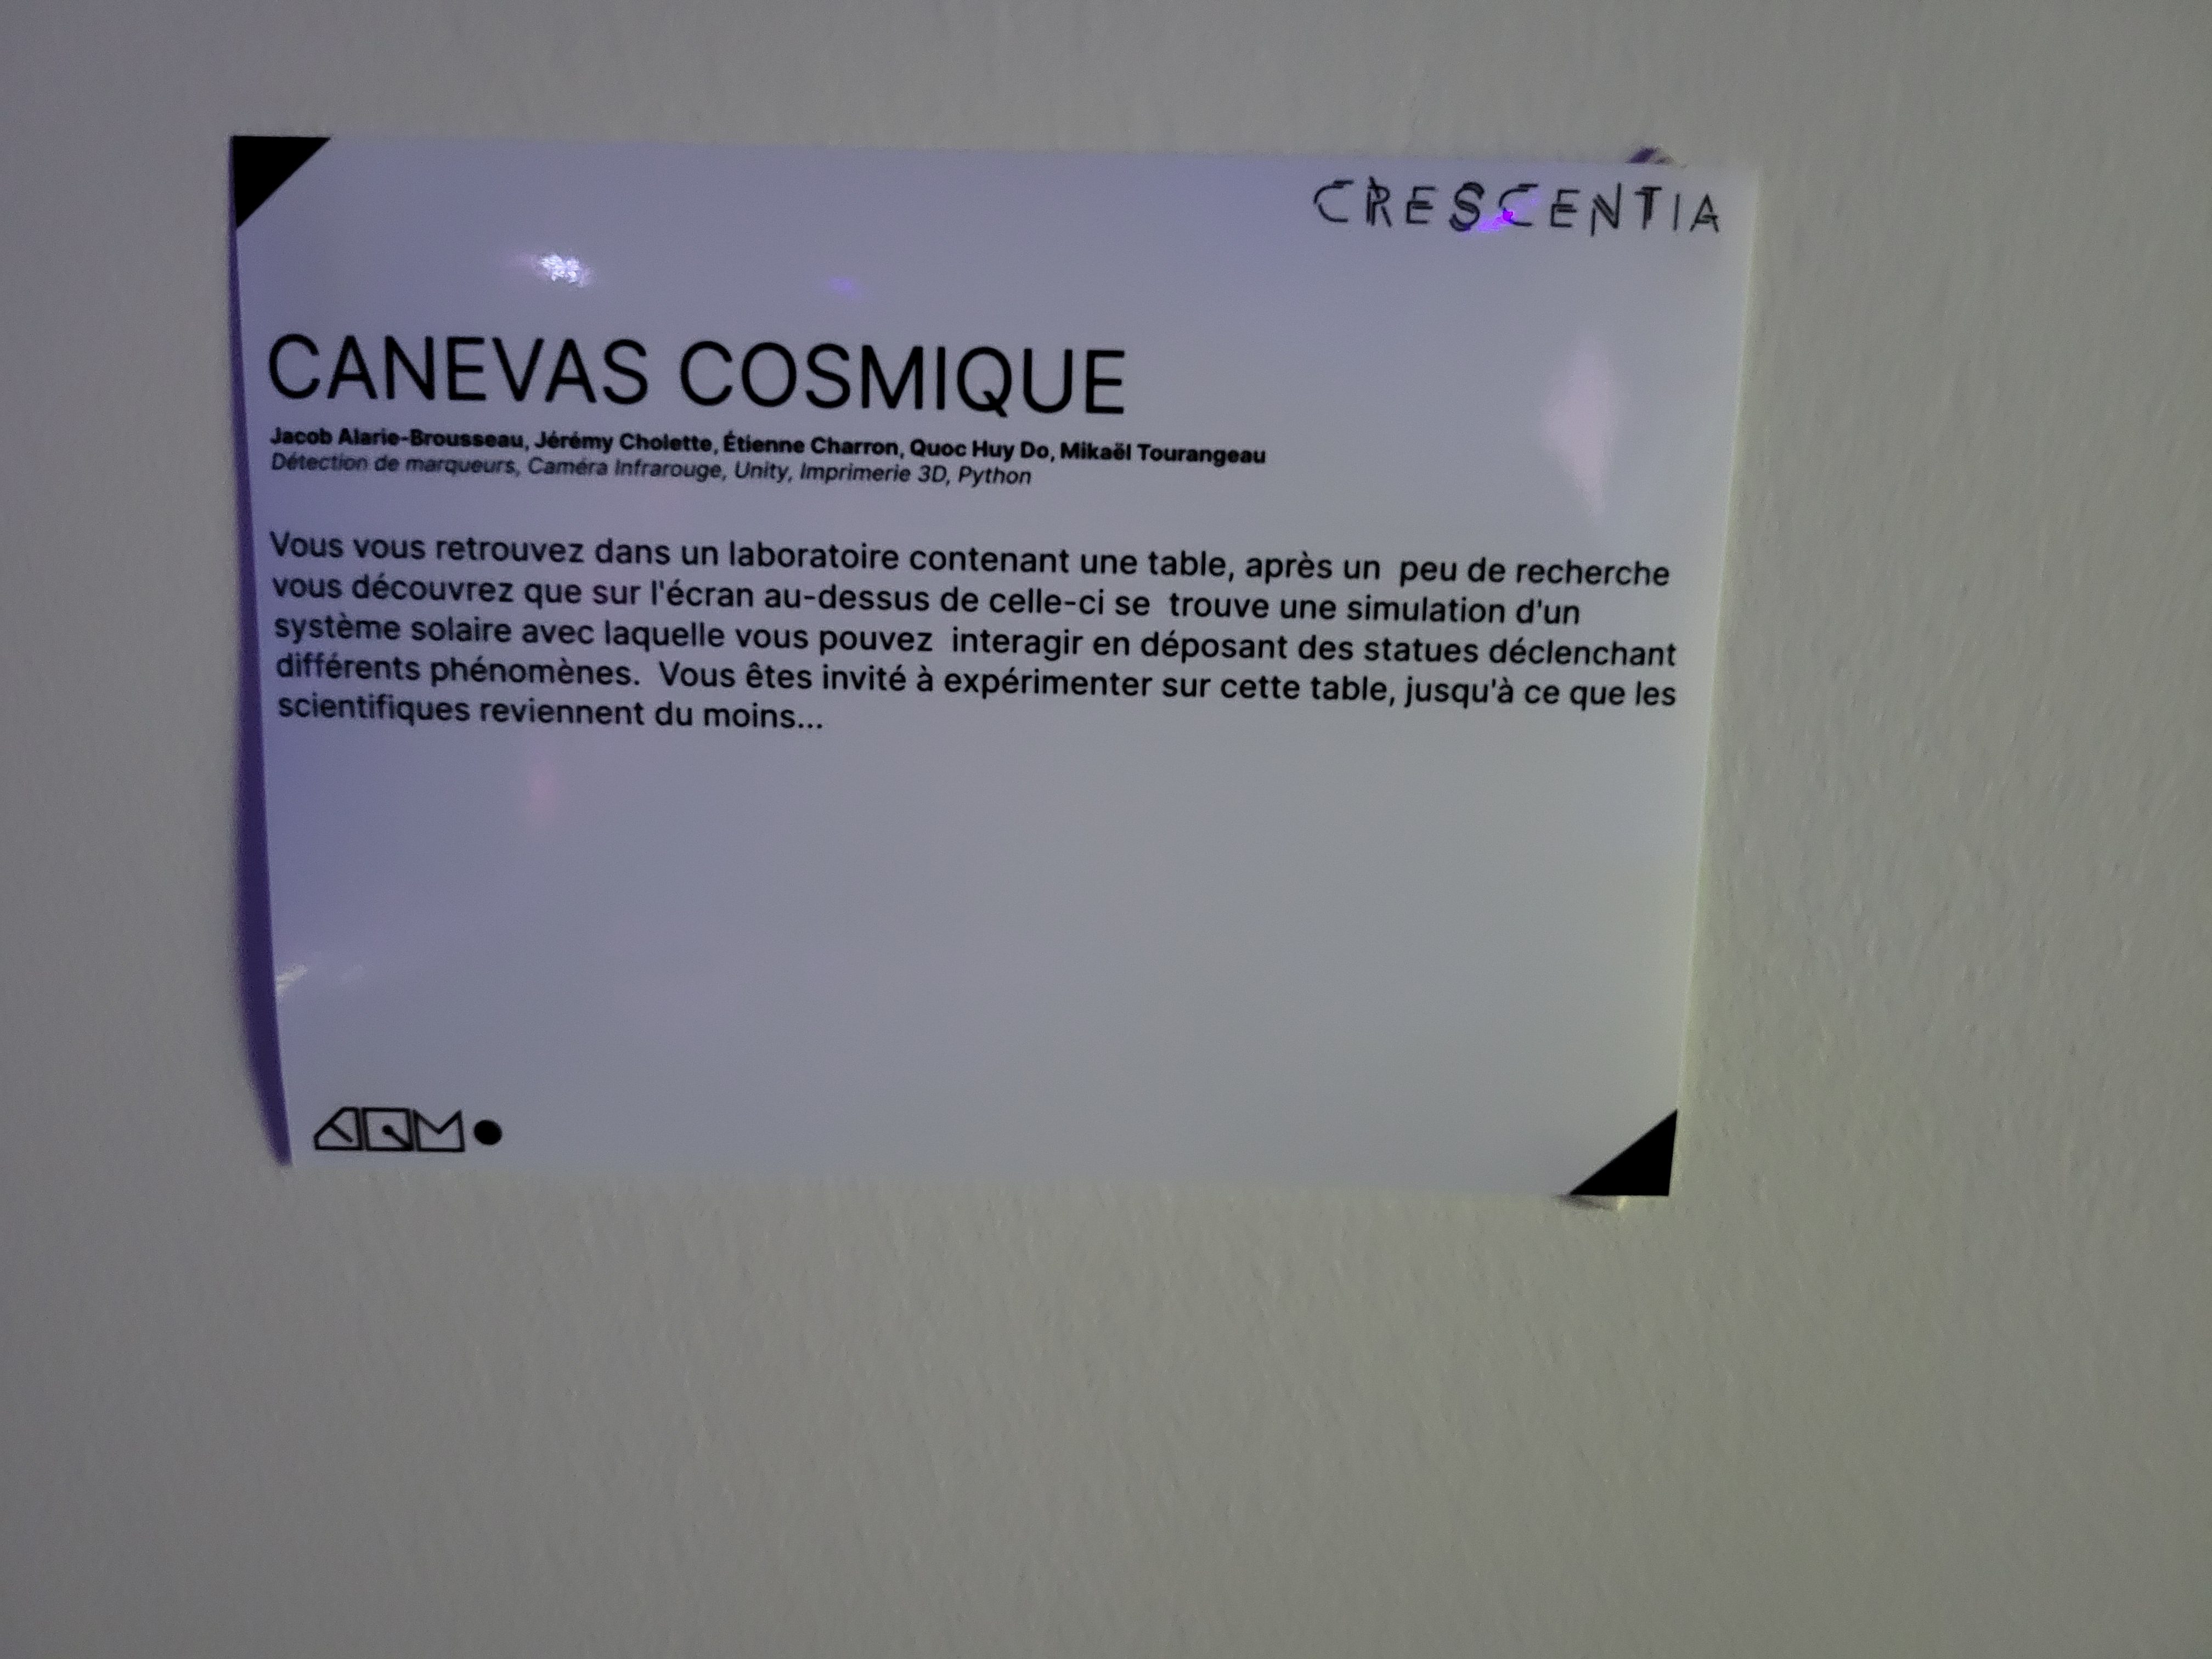 CRESCENTIA
CANEVAS COSMIQUE
Jacob Alarie-Brousseau, Jérémy Cholette, Étienne Charron, Quoc Huy Do, Mikaël Tourangeau
Détection de marqueurs, Caméra Infrarouge, Unity, Imprimerie 3D, Python
Vous vous retrouvez dans un laboratoire contenant une table, après un  peu de recherche
vous découvrez que sur l'écran au-dessus de celle-ci se  trouve une simulation d'un
système solaire avec laquelle vous pouvez  interagir en déposant des statues déclenchant
différents phénomènes.  Vous êtes invité à expérimenter sur cette table, jusqu'à ce que les
scientifiques reviennent du moins...